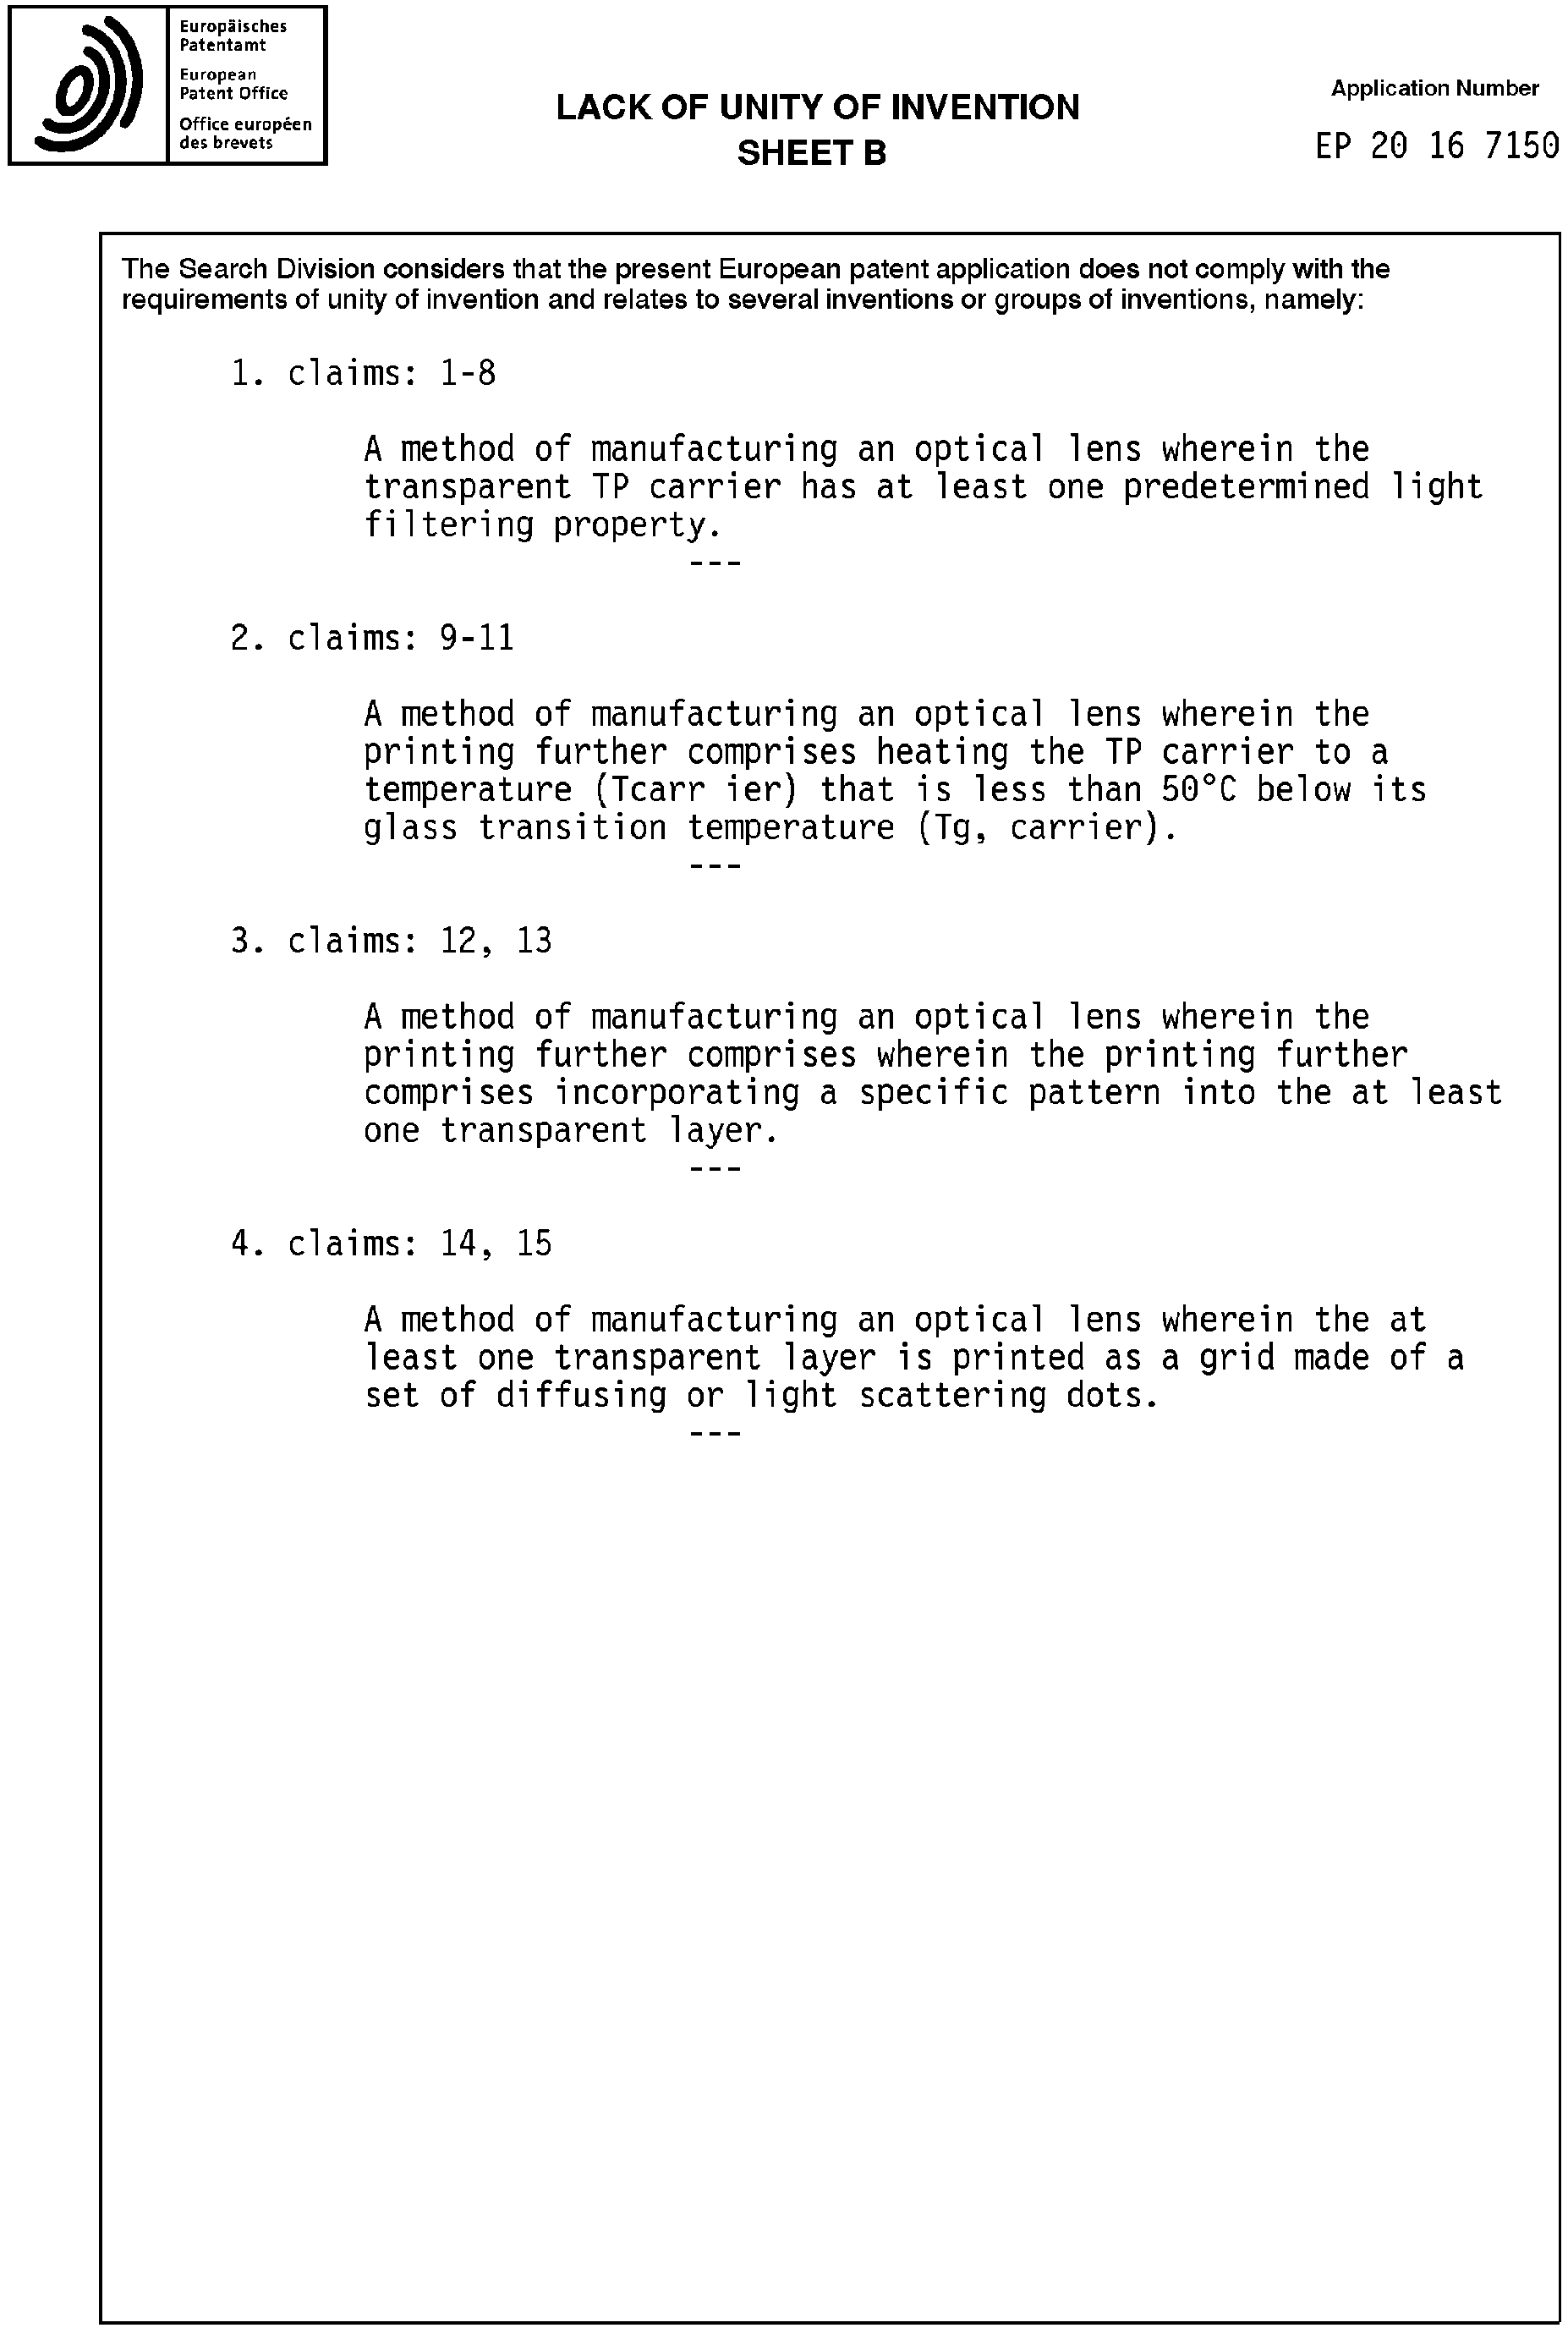 Europäisches
Patentamt
European
Patent Office
Office européen
des brevets
LACK OF UNITY OF INVENTION
SHEET B
Application Number
EP 20 16 7150
The Search Division considers that the present European patent application does not comply with the
requirements of unity of invention and relates to several inventions or groups of inventions, namely:
1. claims: 1-8
A method of manufacturing an optical lens wherein the
transparent TP carrier has at least one predetermined light
filtering property.
---
2. claims: 9-11
A method of manufacturing an optical lens wherein the
printing further comprises heating the TP carrier to a
temperature (Tcarr ier) that is less than 50°C below its
glass transition temperature (Tg, carrier).
---
3. claims: 12, 13
A method of manufacturing an optical lens wherein the
printing further comprises wherein the printing further
comprises incorporating a specific pattern into the at least
one transparent layer.
---
4. claims: 14, 15
A method of manufacturing an optical lens wherein the at
least one transparent layer is printed as a grid made of a
set of diffusing or light scattering dots.
---